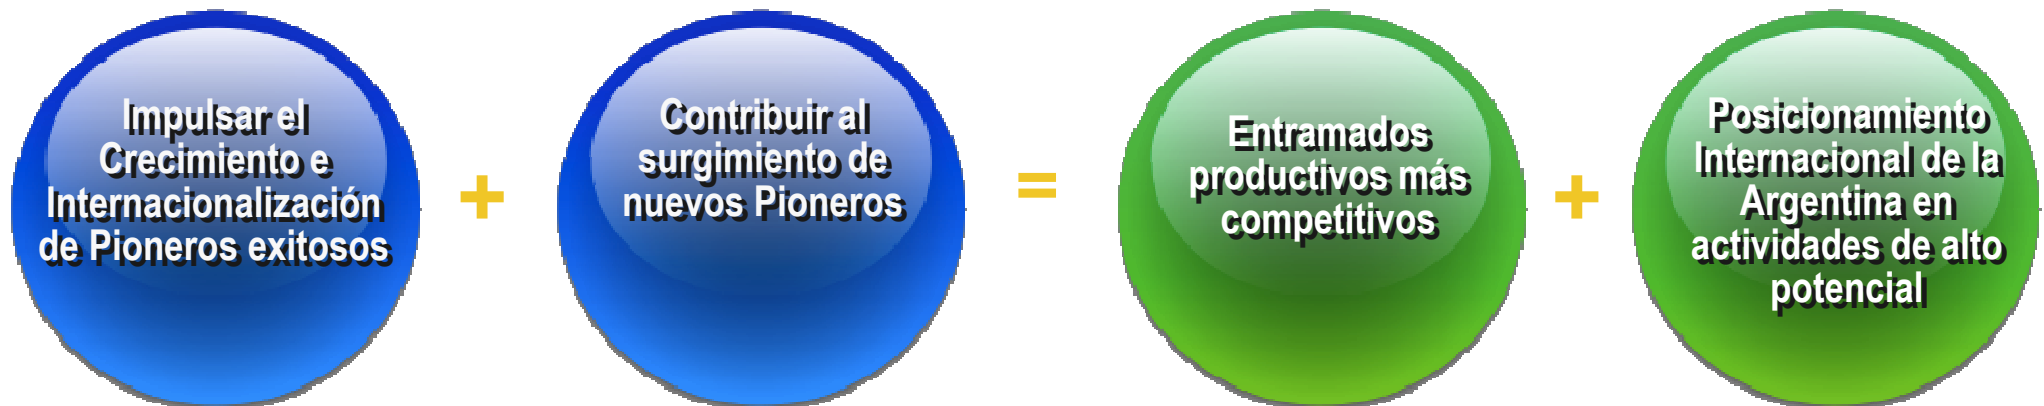 Impulsar el
Crecimiento e
Internacionalización
de Pioneros exitosos
+
Contribuir al
surgimiento de
nuevos Pioneros
=
Entramados
productivos más
competitivos
+
Posicionamiento
Internacional de la
Argentina en
actividades de alto
potencial